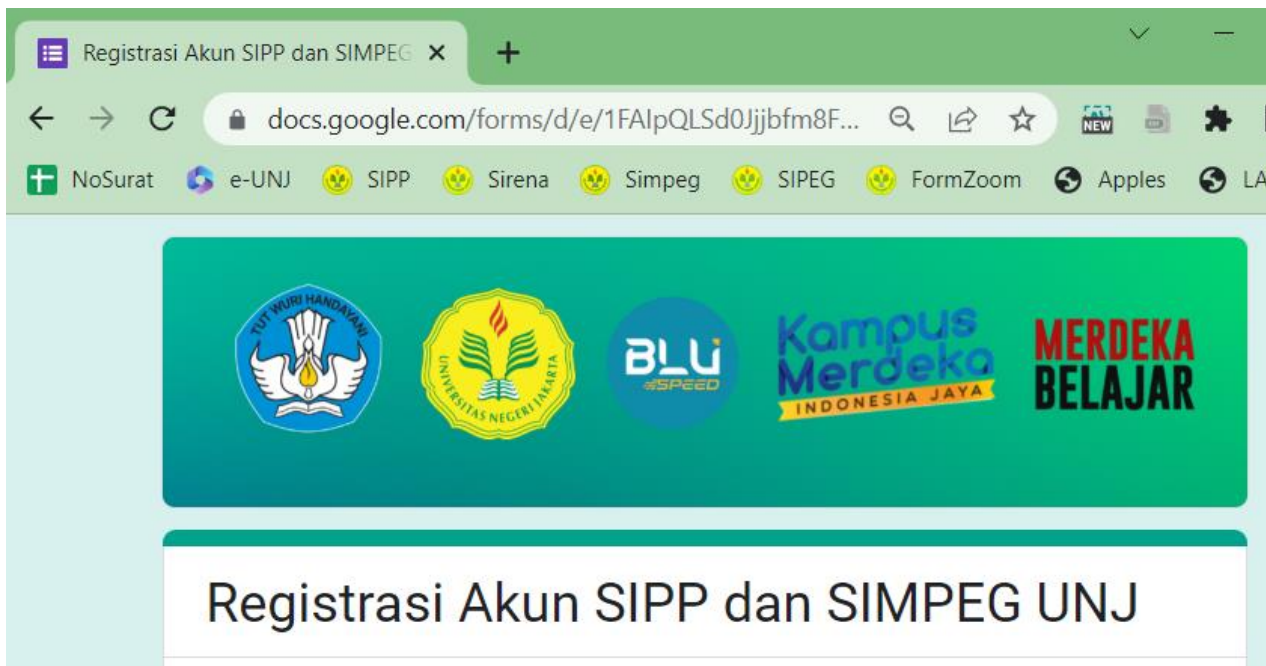 Registrasi Akun SIPP dan SIMPEG
docs.google.com/forms/d/e/1FAIpQLSd0Jjjbfm8F...
NEW
NoSurat e-UNJ SIPP Sirena Simpeg SIPEG FormZoom Apples LA
TUT WURI HANDAYANI
UNIVERSITAS NEGERI JAKARTA
BLU
SPEED
Kampus
Merdeka
INDONESIA JAYA
MERDEKA
BELAJAR
Registrasi Akun SIPP dan SIMPEG UNJ